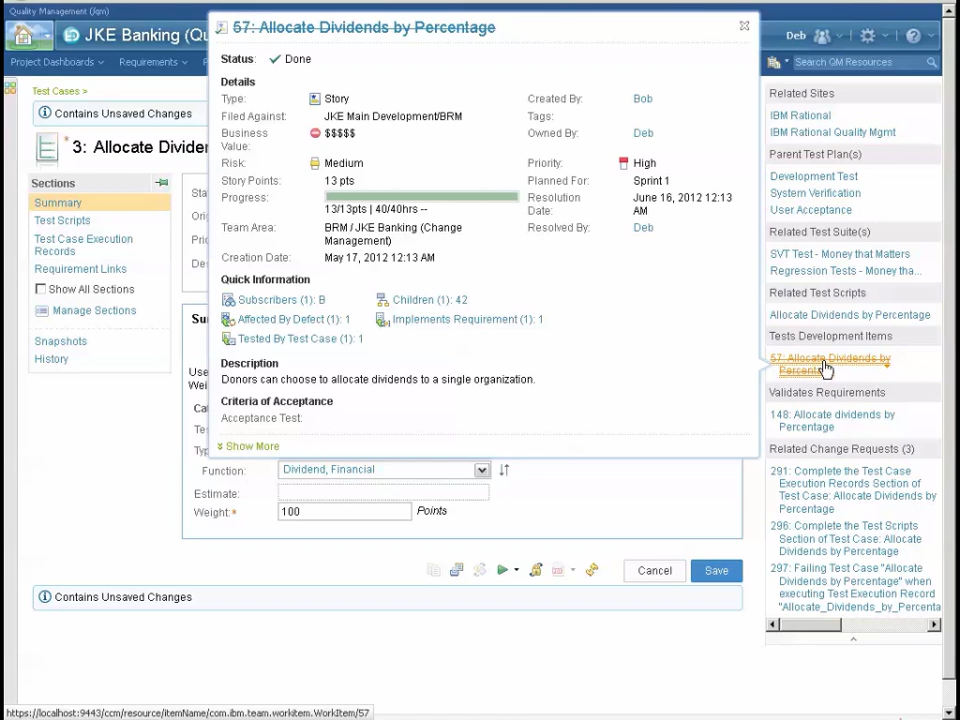 Quality Management (/qm)
JKE Banking (Qu
Deb
Project Dashboards
Requirements
Search QM Resources
Test Cases >
Contains Unsaved Changes
* 3: Allocate Divider
Sections
Summary
Test Scripts
Test Case Execution
Records
Requirement Links
Show All Sections
Manage Sections
Snapshots
History
57: Allocate Dividends by Percentage
Status: Done
Details
Type: Story
Created By: Bob
Filed Against: JKE Main Development/BRM
Tags:
Business
Value: $$$$$
Owned By: Deb
Risk: Medium
Priority: High
Story Points: 13 pts
Planned For: Sprint 1
Progress:
13/13pts | 40/40hrs --
Resolution
Date: June 16, 2012 12:13
AM
Team Area: BRM / JKE Banking (Change
Management)
Resolved By: Deb
Creation Date: May 17, 2012 12:13 AM
Quick Information
Subscribers (1): B
Children (1): 42
Affected By Defect (1): 1
Implements Requirement (1): 1
Tested By Test Case (1): 1
Description
Donors can choose to allocate dividends to a single organization.
Criteria of Acceptance
Acceptance Test:
Show More
Function: Dividend, Financial
Estimate:
Weight:* 100 Points
Cancel
Save
Contains Unsaved Changes
Related Sites
IBM Rational
IBM Rational Quality Mgmt
Parent Test Plan(s)
Development Test
System Verification
User Acceptance
Related Test Suite(s)
SVT Test - Money that Matters
Regression Tests - Money tha...
Related Test Scripts
Allocate Dividends by Percentage
Tests Development Items
57: Allocate Dividends by
Validates Requirements
148: Allocate dividends by
Percentage
Related Change Requests (3)
291: Complete the Test Case
Execution Records Section of
Test Case: Allocate Dividends by
Percentage
296: Complete the Test Scripts
Section of Test Case: Allocate
Dividends by Percentage
297: Failing Test Case "Allocate
Dividends by Percentage" when
executing Test Execution Record
"Allocate_Dividends_by_Percenta
https://localhost:9443/ccm/resource/itemName/com.ibm.team.workitem.WorkItem/57